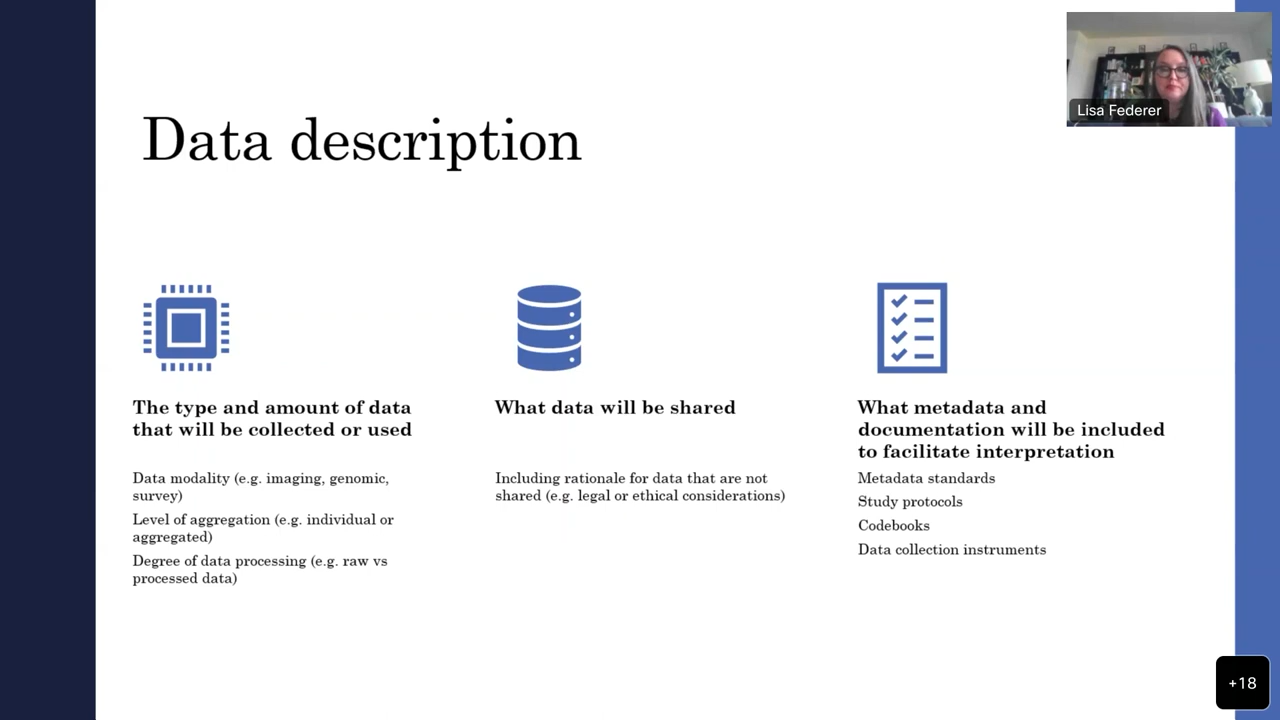 Lisa Federer
Data description
The type and amount of data
that will be collected or used
Data modality (e.g. imaging, genomic,
survey)
Level of aggregation (e.g. individual or
aggregated)
Degree of data processing (e.g. raw vs
processed data)
What data will be shared
Including rationale for data that are not
shared (e.g. legal or ethical considerations)
What metadata and
documentation will be included
to facilitate interpretation
Metadata standards
Study protocols
Codebooks
Data collection instruments
+18